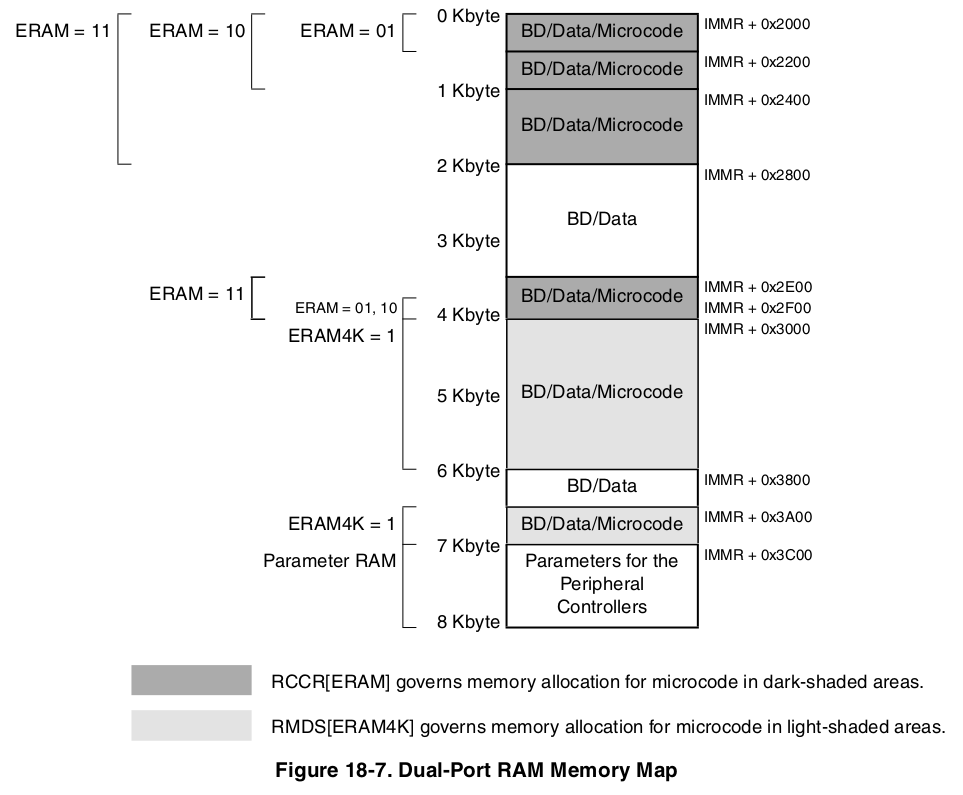 ERAM = 11
ERAM = 10
ERAM = 01
0 Kbyte
BD/Data/Microcode
IMMR + 0x2000
BD/Data/Microcode
IMMR + 0x2200
1 Kbyte
IMMR + 0x2400
BD/Data/Microcode
2 Kbyte
IMMR + 0x2800
BD/Data
3 Kbyte
ERAM = 11
BD/Data/Microcode
IMMR + 0x2E00
ERAM = 01, 10
IMMR + 0x2F00
4 Kbyte
IMMR + 0x3000
ERAM4K = 1
5 Kbyte
BD/Data/Microcode
6 Kbyte
IMMR + 0x3800
BD/Data
ERAM4K = 1
BD/Data/Microcode
IMMR + 0x3A00
7 Kbyte
IMMR + 0x3C00
Parameter RAM
Parameters for the
Peripheral
Controllers
8 Kbyte
RCCR[ERAM] governs memory allocation for microcode in dark-shaded areas.
RMDS[ERAM4K] governs memory allocation for microcode in light-shaded areas.
Figure 18-7. Dual-Port RAM Memory Map